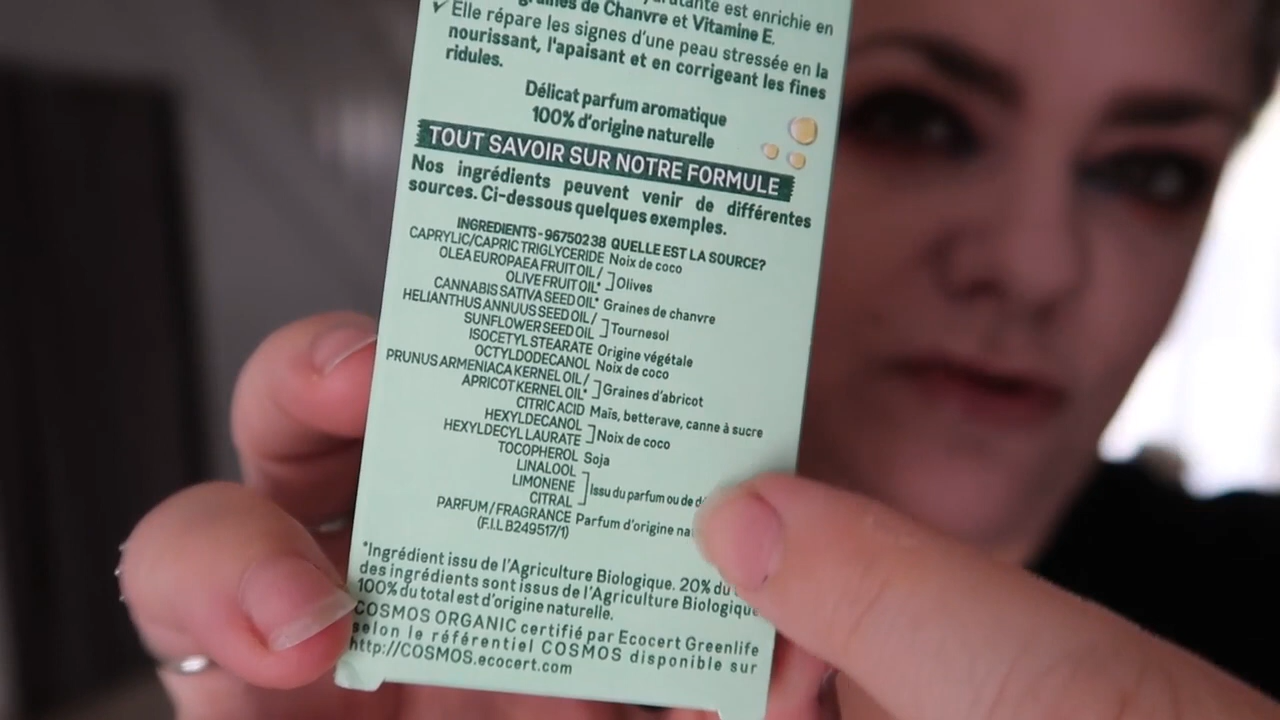 est enrichie en
graines de Chanvre et Vitamine E.
✓ Elle répare les signes d'une peau stressée en la
nourissant, l'apaisant et en corrigeant les fines
ridules.
Délicat parfum aromatique
100% d'origine naturelle
TOUT SAVOIR SUR NOTRE FORMULE
Nos ingrédients peuvent venir de différentes
sources. Ci-dessous quelques exemples.
INGREDIENTS - 96750238 QUELLE EST LA SOURCE?
CAPRYLIC/CAPRIC TRIGLYCERIDE Noix de coco
OLEA EUROPAEA FRUIT OIL /
OLIVE FRUIT OIL* ] Olives
CANNABIS SATIVA SEED OIL* Graines de chanvre
HELIANTHUS ANNUUS SEED OIL /
SUNFLOWER SEED OIL ] Tournesol
ISOCETYL STEARATE Origine végétale
OCTYLDODECANOL Noix de coco
PRUNUS ARMENIACA KERNEL OIL /
APRICOT KERNEL OIL* ] Graines d'abricot
CITRIC ACID Maïs, betterave, canne à sucre
HEXYLDECANOL
HEXYLDECYL LAURATE ] Noix de coco
TOCOPHEROL Soja
LINALOOL
LIMONENE
CITRAL ] Issu du parfum ou de
PARFUM / FRAGRANCE Parfum d'origine
(F.I.L B249517/1)
*Ingrédient issu de l'Agriculture Biologique. 20% du
des ingrédients sont issus de l'Agriculture Biologique
100% du total est d'origine naturelle.
COSMOS ORGANIC certifié par Ecocert Greenlife
selon le référentiel COSMOS disponible sur
http://COSMOS.ecocert.com